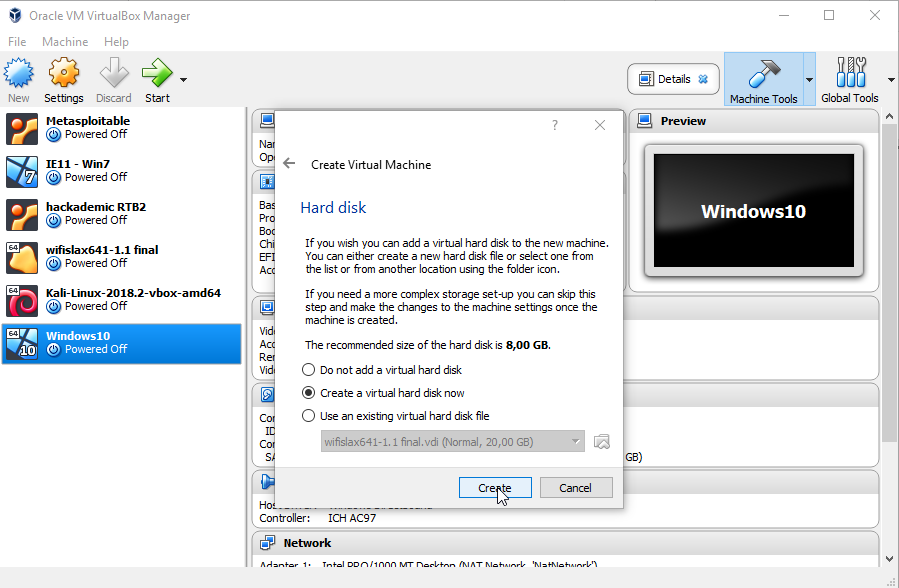 Oracle VM VirtualBox Manager
File Machine Help
New Settings Discard Start
Details
Machine Tools
Global Tools
Metasploitable
Powered Off
IE11 - Win7
Powered Off
hackademic RTB2
Powered Off
64
wifislax641-1.1 final
Powered Off
64
Kali-Linux-2018.2-vbox-amd64
Powered Off
64
10
Windows10
Powered Off
Preview
Windows10
?
Create Virtual Machine
Hard disk
If you wish you can add a virtual hard disk to the new machine.
You can either create a new hard disk file or select one from
the list or from another location using the folder icon.
If you need a more complex storage set-up you can skip this
step and make the changes to the machine settings once the
machine is created.
The recommended size of the hard disk is 8,00 GB.
Do not add a virtual hard disk
Create a virtual hard disk now
Use an existing virtual hard disk file
wifislax641-1.1 final.vdi (Normal, 20,00 GB)
Create Cancel
Nam
Ope
Bas
Pro
Boo
Chi
EFI
Acc
Vide
Acc
Ren
Vide
Con
ID
Con
SA
GB)
Controller: ICH AC97
Network
Adapter 1: Intel PRO/1000 MT Desktop (NAT Network, 'NatNetwork')